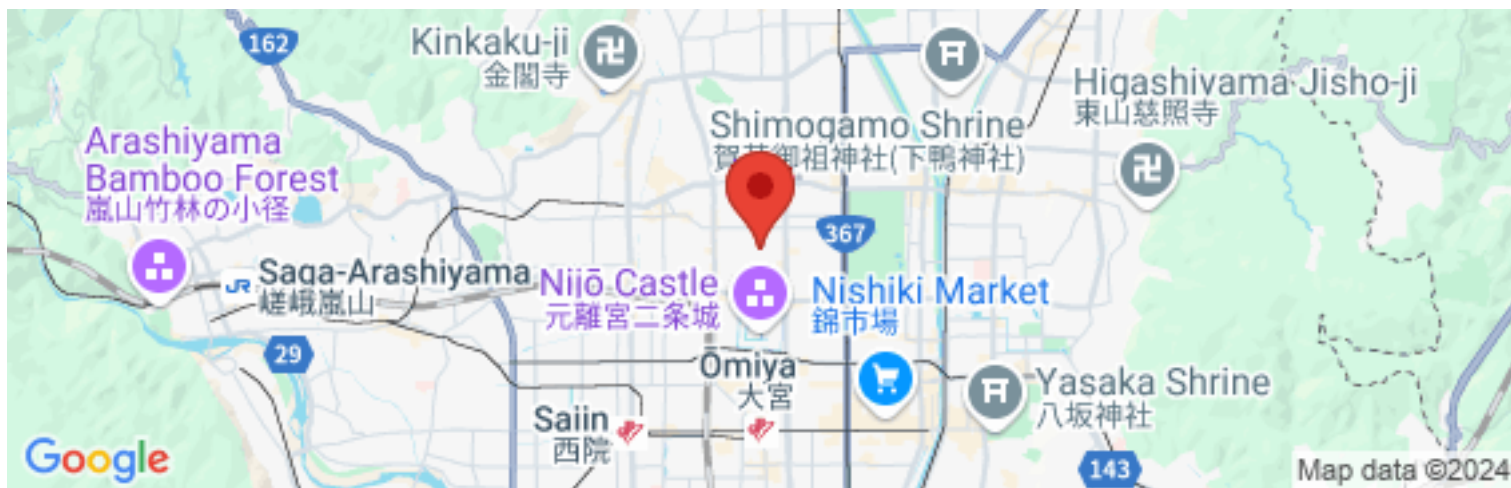 162
Kinkaku-ji
金閣寺
Higashiyama Jisho-ji
東山慈照寺
Shimogamo Shrine
賀茂御祖神社(下鴨神社)
Arashiyama
Bamboo Forest
嵐山竹林の小径
367
Saga-Arashiyama
嵯峨嵐山
JR
Nijō Castle
元離宮二条城
Nishiki Market
錦市場
29
Ōmiya
大宮
Yasaka Shrine
八坂神社
Saiin
西院
Google
143
Map data ©2024